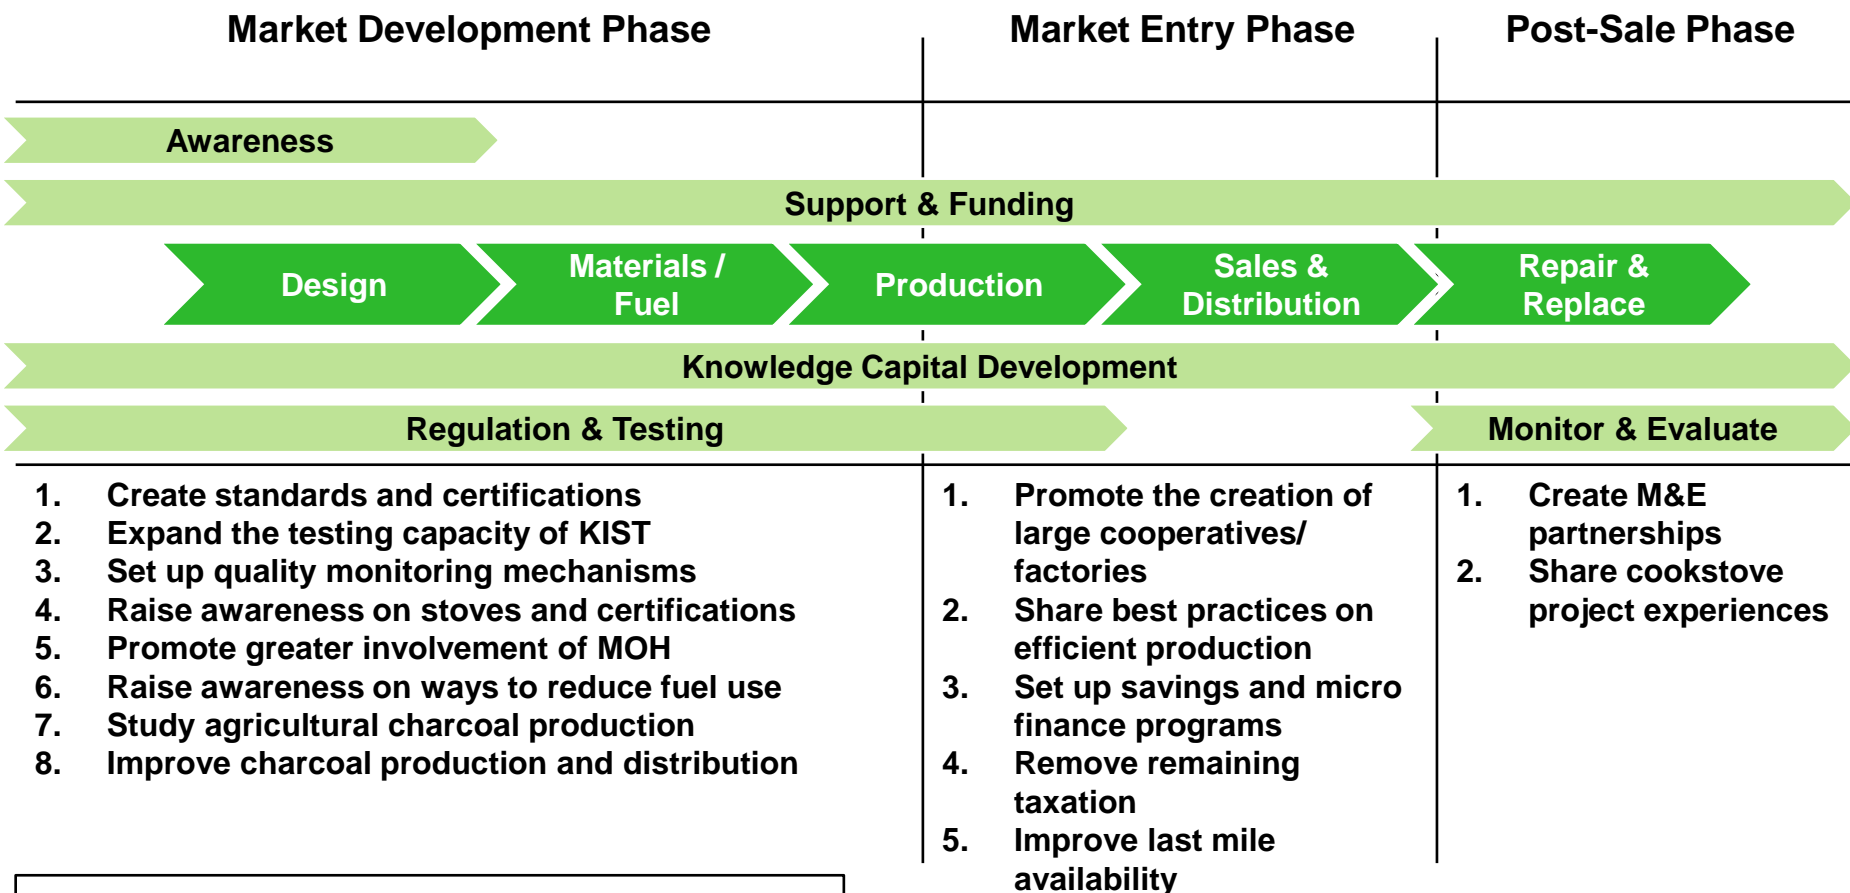 Market Development Phase
Market Entry Phase
Post-Sale Phase
Awareness
Support & Funding
Design
Materials /
Fuel
Production
Sales &
Distribution
Repair &
Replace
Knowledge Capital Development
Regulation & Testing
Monitor & Evaluate
1. Create standards and certifications
2. Expand the testing capacity of KIST
3. Set up quality monitoring mechanisms
4. Raise awareness on stoves and certifications
5. Promote greater involvement of MOH
6. Raise awareness on ways to reduce fuel use
7. Study agricultural charcoal production
8. Improve charcoal production and distribution
1. Promote the creation of
large cooperatives/
factories
2. Share best practices on
efficient production
3. Set up savings and micro
finance programs
4. Remove remaining
taxation
5. Improve last mile
availability
1. Create M&E
partnerships
2. Share cookstove
project experiences